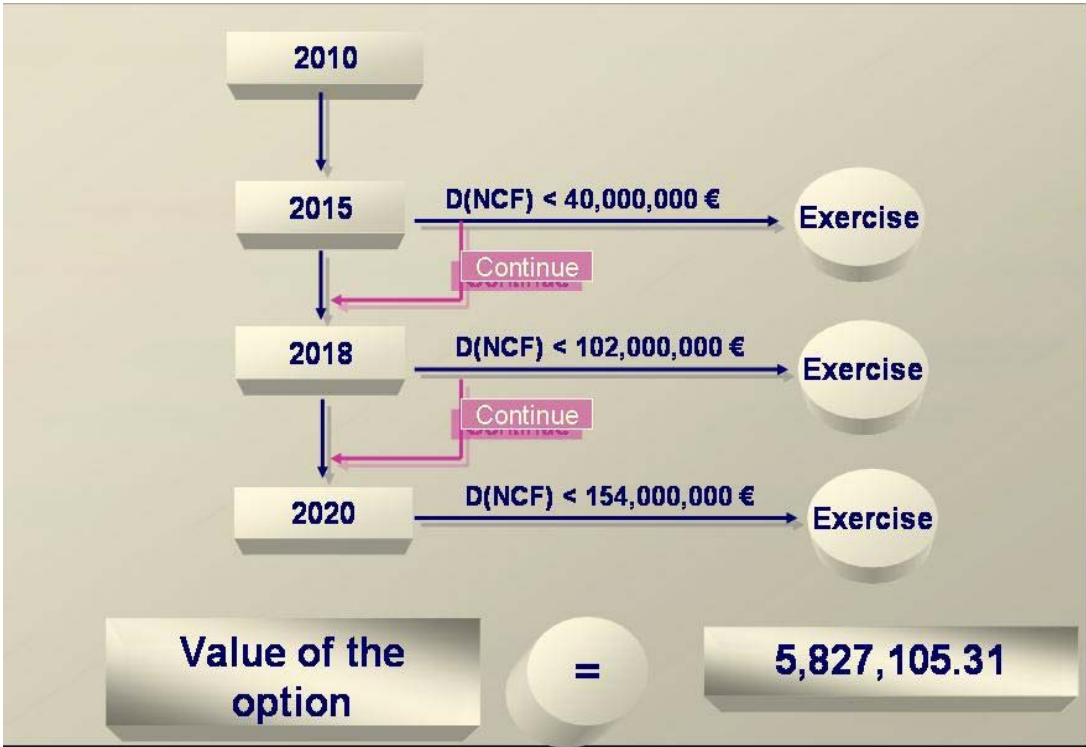 2010
2015
D(NCF) < 40,000,000 €
Exercise
Continue
2018
D(NCF) < 102,000,000 €
Exercise
Continue
2020
D(NCF) < 154,000,000 €
Exercise
Value of the
option
=
5,827,105.31